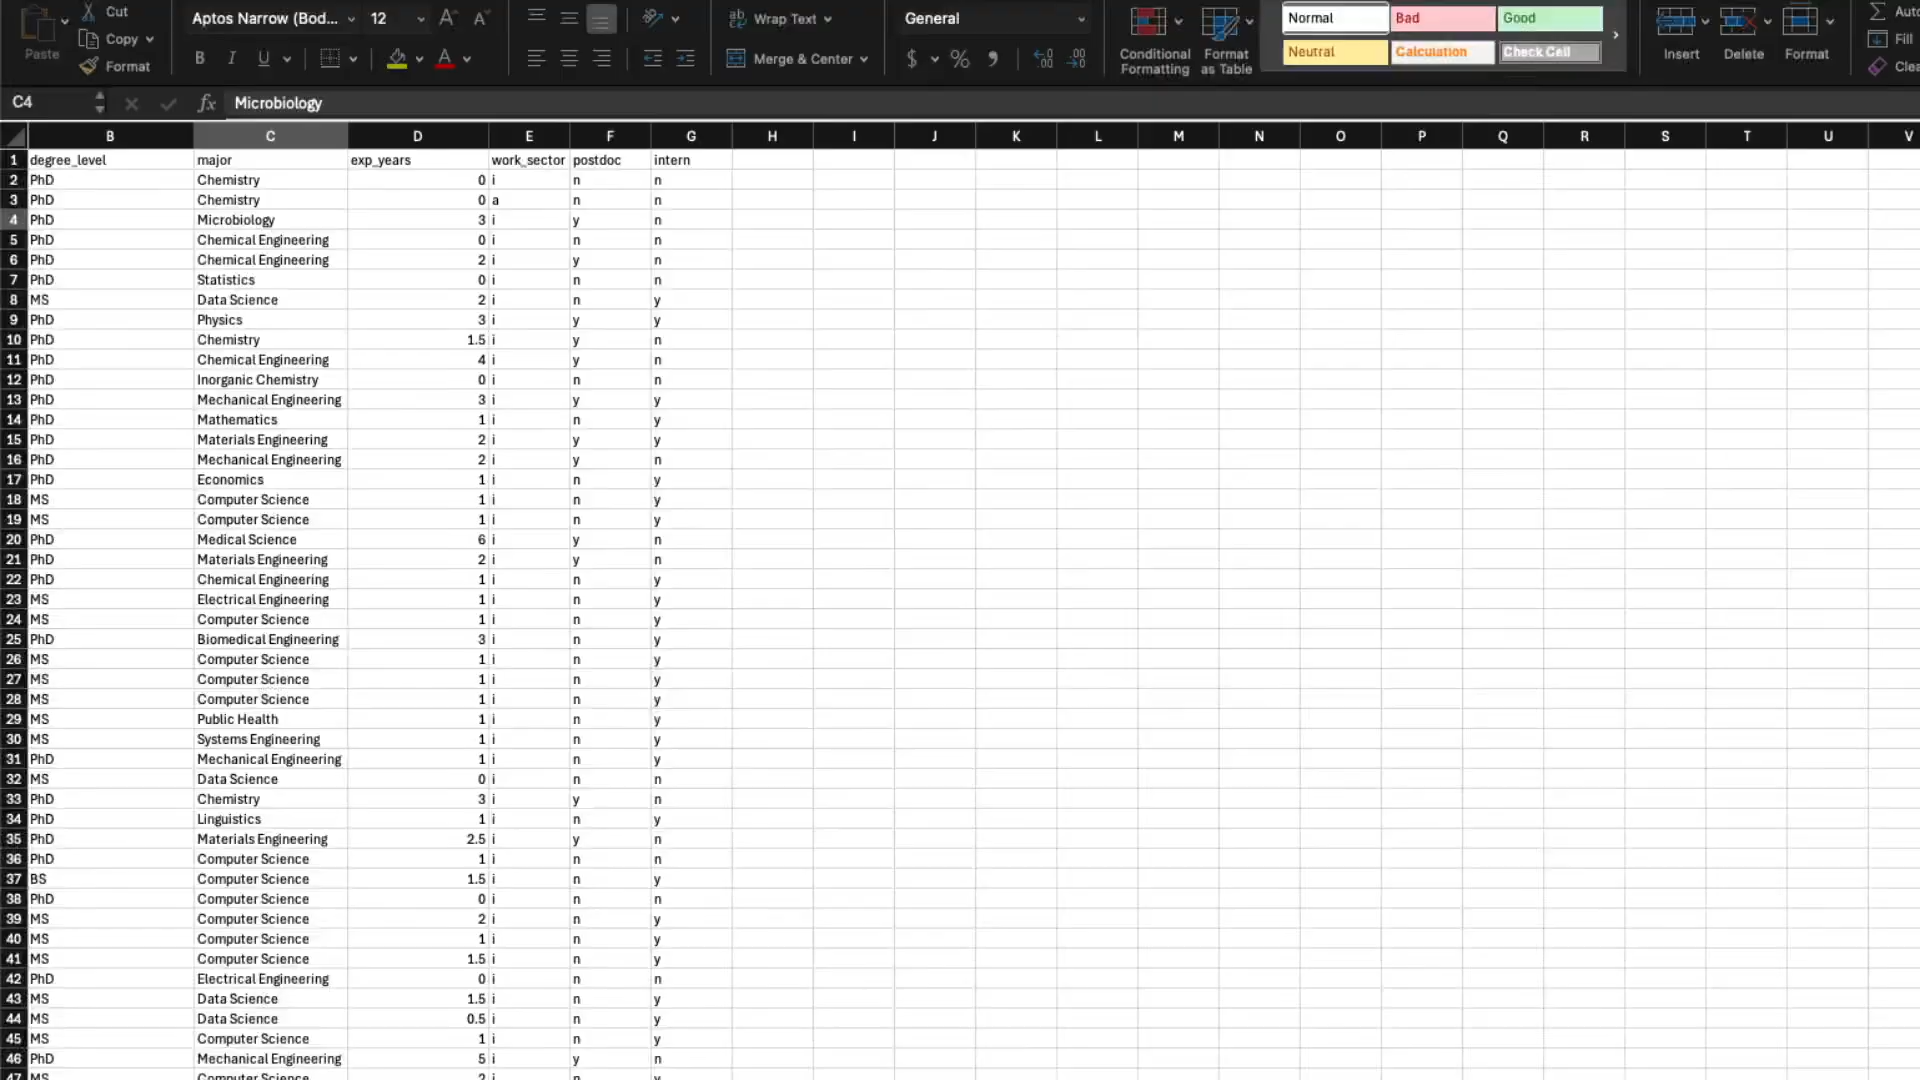 Cut
Aptos Narrow (Bod... 12
Wrap Text
General
Normal Bad Good
Copy
Paste
Format
B I U
Merge & Center
$ % 9
Conditional Formatting
Format as Table
Neutral Calculation Check Cell
Insert Delete Format
Fill
C4 fx Microbiology
B C D E F G H I J K L M N O P Q R S T U V
1 degree_level major exp_years work_sector postdoc intern
2 PhD Chemistry 0 i n n
3 PhD Chemistry 0 a n n
4 PhD Microbiology 3 i y n
5 PhD Chemical Engineering 0 i n n
6 PhD Chemical Engineering 2 i y n
7 PhD Statistics 0 i n n
8 MS Data Science 2 i n y
9 PhD Physics 3 i y y
10 PhD Chemistry 1.5 i y n
11 PhD Chemical Engineering 4 i y n
12 PhD Inorganic Chemistry 0 i n n
13 PhD Mechanical Engineering 3 i y y
14 PhD Mathematics 1 i n y
15 PhD Materials Engineering 2 i y y
16 PhD Mechanical Engineering 2 i y n
17 PhD Economics 1 i n y
18 MS Computer Science 1 i n y
19 MS Computer Science 1 i n y
20 PhD Medical Science 6 i y n
21 PhD Materials Engineering 2 i y n
22 PhD Chemical Engineering 1 i n y
23 MS Electrical Engineering 1 i n y
24 MS Computer Science 1 i n y
25 PhD Biomedical Engineering 3 i n y
26 MS Computer Science 1 i n y
27 MS Computer Science 1 i n y
28 MS Computer Science 1 i n y
29 MS Public Health 1 i n y
30 MS Systems Engineering 1 i n y
31 PhD Mechanical Engineering 1 i n y
32 MS Data Science 0 i n n
33 PhD Chemistry 3 i y n
34 PhD Linguistics 1 i n y
35 PhD Materials Engineering 2.5 i y n
36 PhD Computer Science 1 i n n
37 BS Computer Science 1.5 i n y
38 PhD Computer Science 0 i n n
39 MS Computer Science 2 i n y
40 MS Computer Science 1 i n y
41 MS Computer Science 1.5 i n y
42 PhD Electrical Engineering 0 i n n
43 MS Data Science 1.5 i n y
44 MS Data Science 0.5 i n y
45 MS Computer Science 1 i n y
46 PhD Mechanical Engineering 5 i y n
47 MS Computer Science 2 i n y